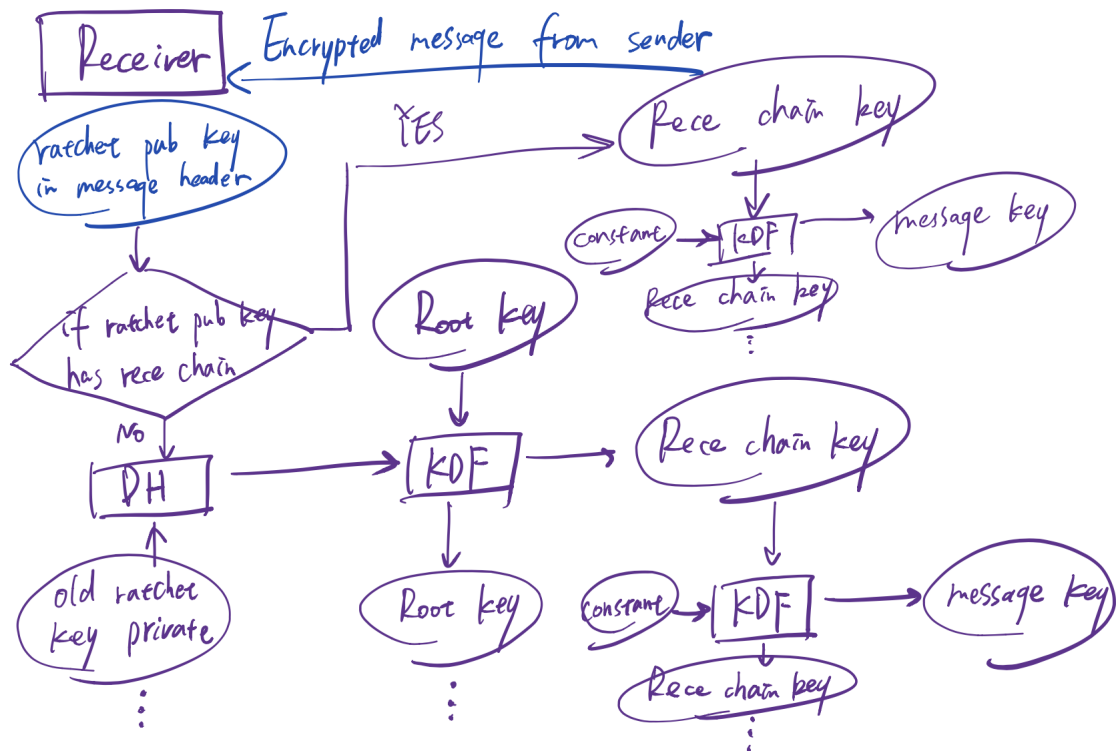 Receiver
Encrypted message from sender
ratchet pub key
in message header
YES
Rece chain key
constant
KDF
message key
Rece chain key
if ratchet pub key
has rece chain
Root key
No
DH
KDF
Rece chain key
old ratchet
key private
Root key
constant
KDF
message key
Rece chain key